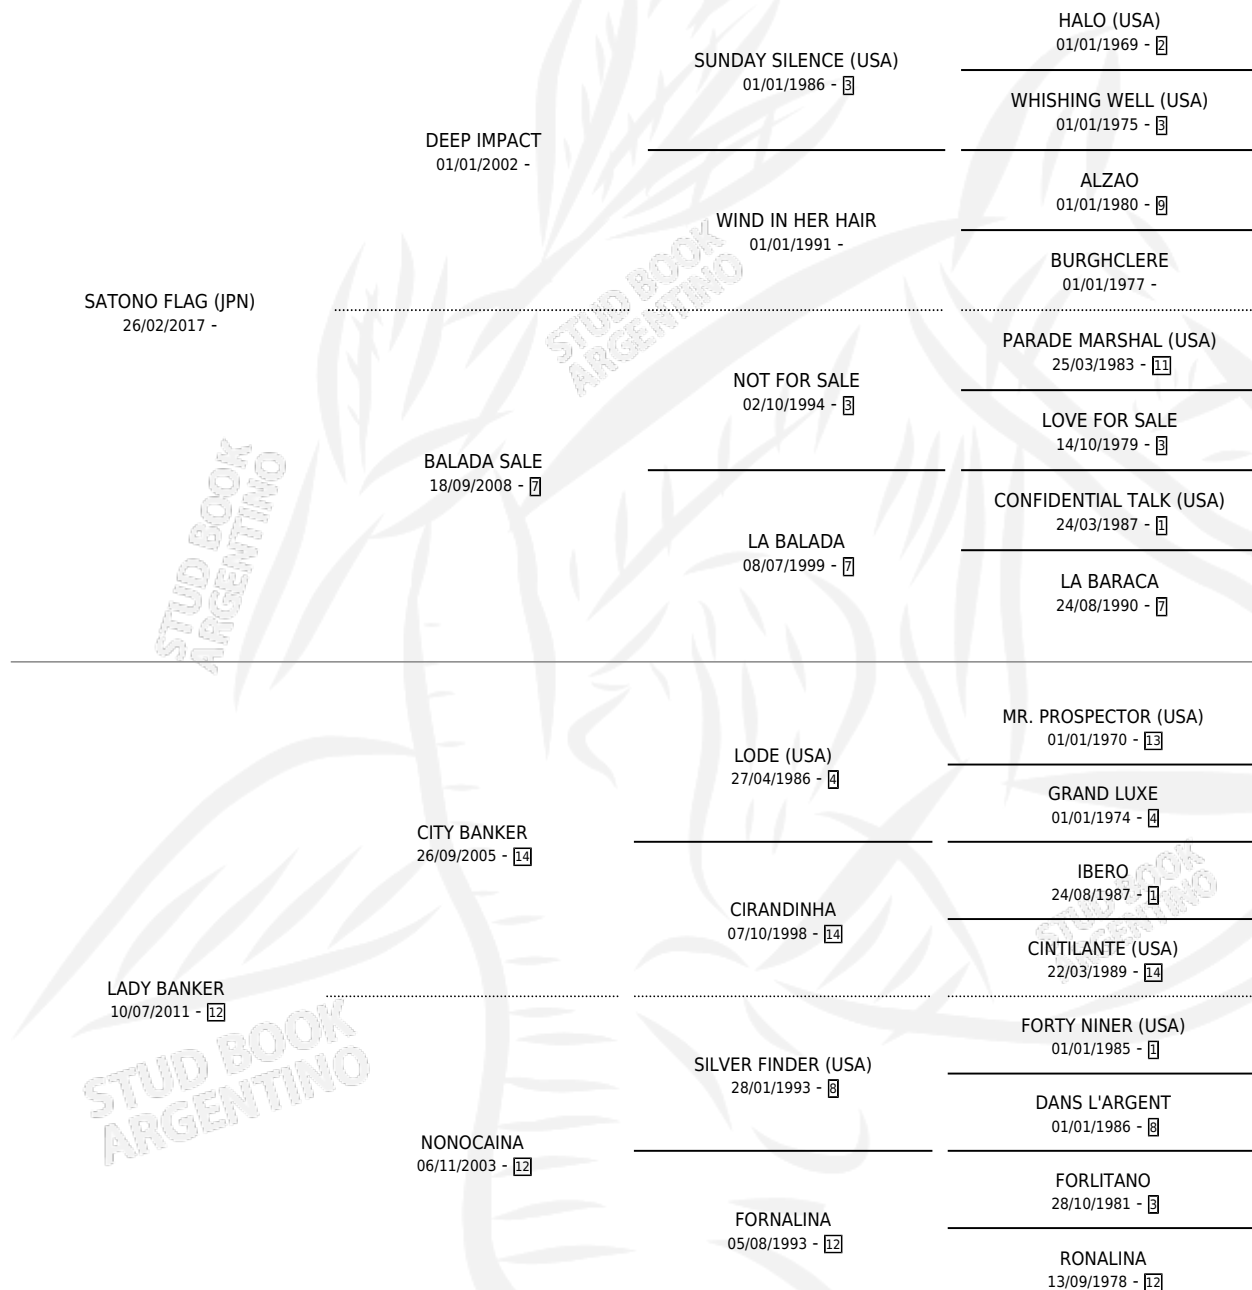 HALO (USA)
01/01/1969 - 2
SUNDAY SILENCE (USA)
01/01/1986 - 3
WHISHING WELL (USA)
01/01/1975 - 3
DEEP IMPACT
01/01/2002 -
ALZAO
01/01/1980 - 9
WIND IN HER HAIR
01/01/1991 -
BURGHCLERE
01/01/1977 -
SATONO FLAG (JPN)
26/02/2017 -
PARADE MARSHAL (USA)
25/03/1983 - 11
NOT FOR SALE
02/10/1994 - 3
LOVE FOR SALE
14/10/1979 - 3
BALADA SALE
18/09/2008 - 7
CONFIDENTIAL TALK (USA)
24/03/1987 - 1
LA BALADA
08/07/1999 - 7
LA BARACA
24/08/1990 - 7
MR. PROSPECTOR (USA)
01/01/1970 - 13
LODE (USA)
27/04/1986 - 4
GRAND LUXE
01/01/1974 - 4
CITY BANKER
26/09/2005 - 14
IBERO
24/08/1987 - 1
CIRANDINHA
07/10/1998 - 14
CINTILANTE (USA)
22/03/1989 - 14
LADY BANKER
10/07/2011 - 12
FORTY NINER (USA)
01/01/1985 - 1
SILVER FINDER (USA)
28/01/1993 - 8
DANS L'ARGENT
01/01/1986 - 8
NONOCAINA
06/11/2003 - 12
FORLITANO
28/10/1981 - 3
FORNALINA
05/08/1993 - 12
RONALINA
13/09/1978 - 12
STUD BOOK
ARGENTINO
STUD BOOK
ARGENTINO
STUD BOOK
ARGENTINO
STUD BOOK
ARGENTINO